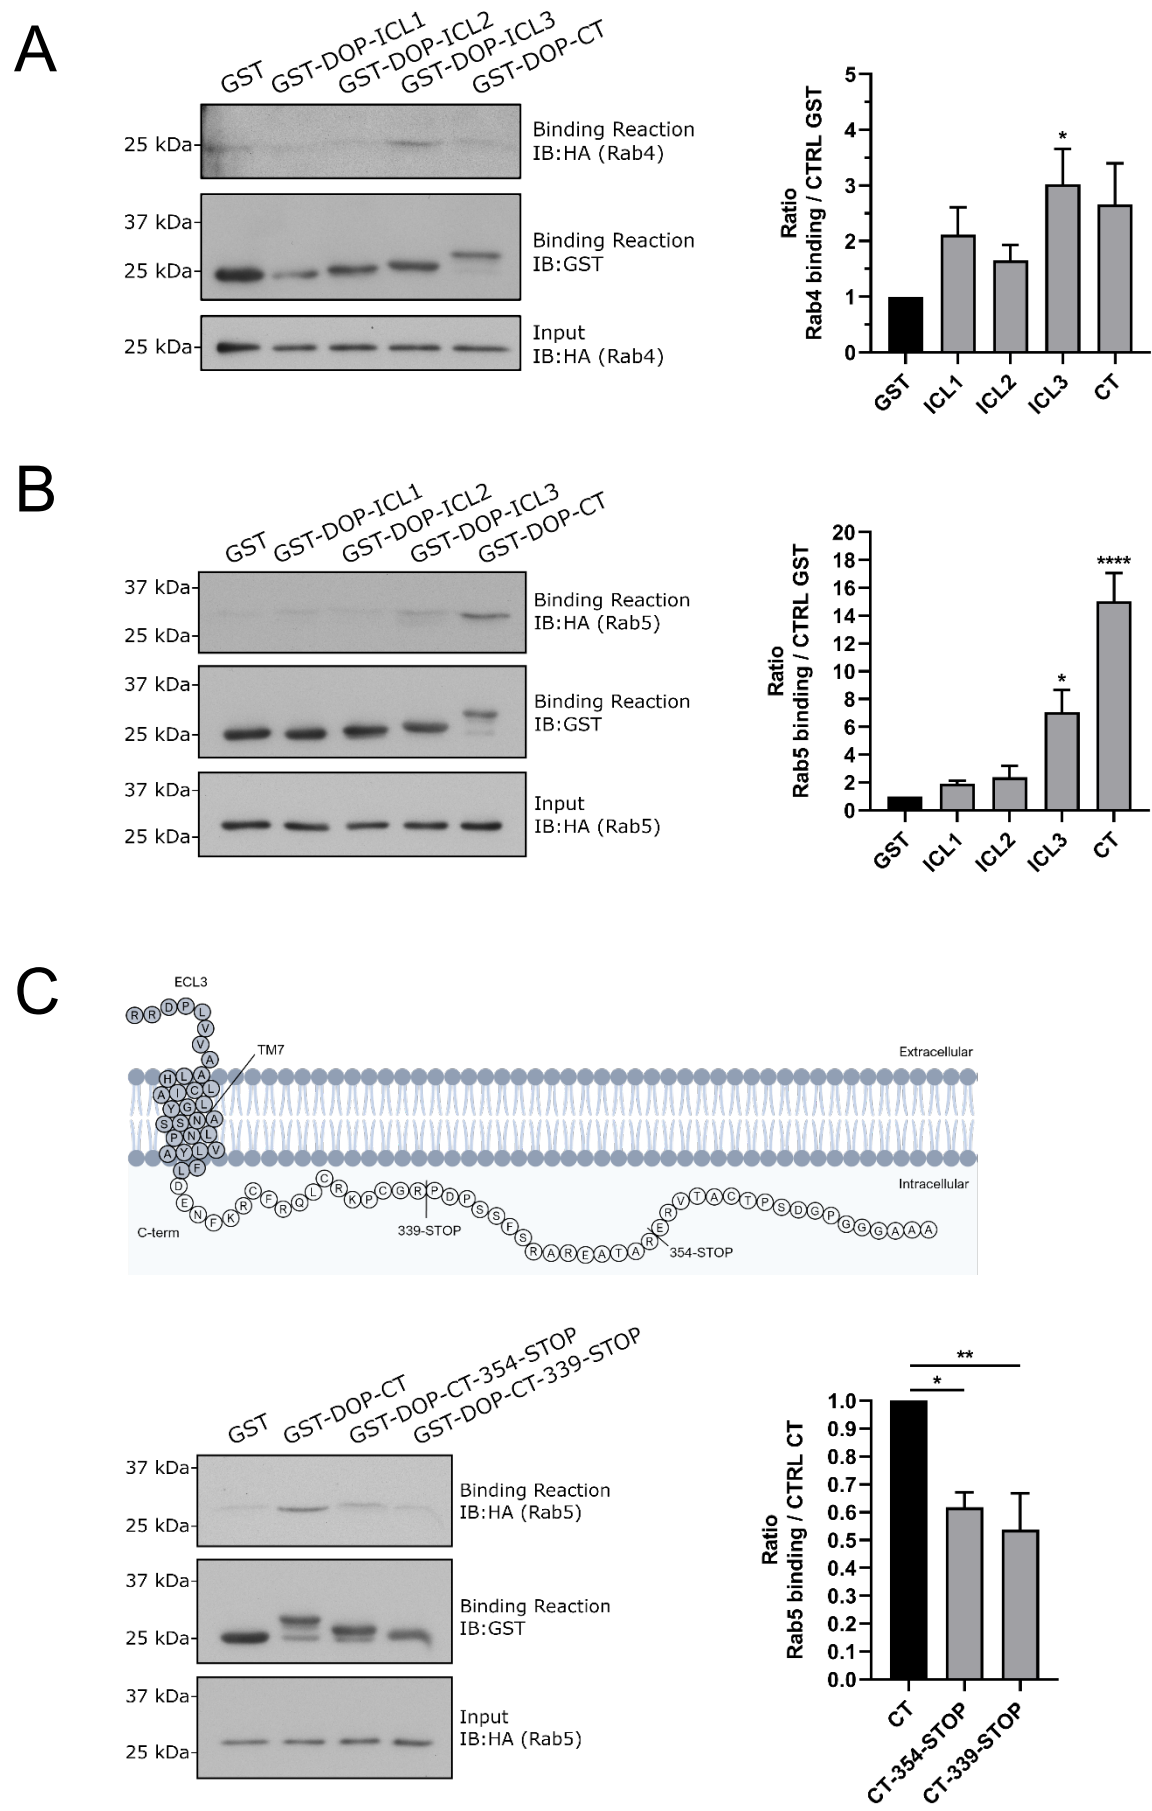 A
GST
GST-DOP-ICL1
GST-DOP-ICL2
GST-DOP-ICL3
GST-DOP-CT
25 kDa
Binding Reaction
IB:HA (Rab4)
37 kDa
25 kDa
Binding Reaction
IB:GST
25 kDa
Input
IB:HA (Rab4)
Ratio
Rab4 binding / CTRL GST
5
4
3
2
1
0
*
GST
ICL1
ICL2
ICL3
CT
B
GST
GST-DOP-ICL1
GST-DOP-ICL2
GST-DOP-ICL3
GST-DOP-CT
37 kDa
25 kDa
Binding Reaction
IB:HA (Rab5)
37 kDa
25 kDa
Binding Reaction
IB:GST
37 kDa
25 kDa
Input
IB:HA (Rab5)
Ratio
Rab5 binding / CTRL GST
20
18
16
14
12
10
8
6
4
2
0
*
****
GST
ICL1
ICL2
ICL3
CT
C
ECL3
R R D P L V V A
TM7
Extracellular
H L A
A I C L
Y G L
S S N A
P N L
A Y L V
L F
Intracellular
D E N F K R C F R Q L C R K P C G R P D P S S F S R A R E A T A R E R V T A C T P S D G P G G G A A A
C-term
339-STOP
354-STOP
GST
GST-DOP-CT
GST-DOP-CT-354-STOP
GST-DOP-CT-339-STOP
37 kDa
25 kDa
Binding Reaction
IB:HA (Rab5)
37 kDa
25 kDa
Binding Reaction
IB:GST
37 kDa
25 kDa
Input
IB:HA (Rab5)
Ratio
Rab5 binding / CTRL CT
**
*
1.0
0.9
0.8
0.7
0.6
0.5
0.4
0.3
0.2
0.1
0.0
CT
CT-354-STOP
CT-339-STOP